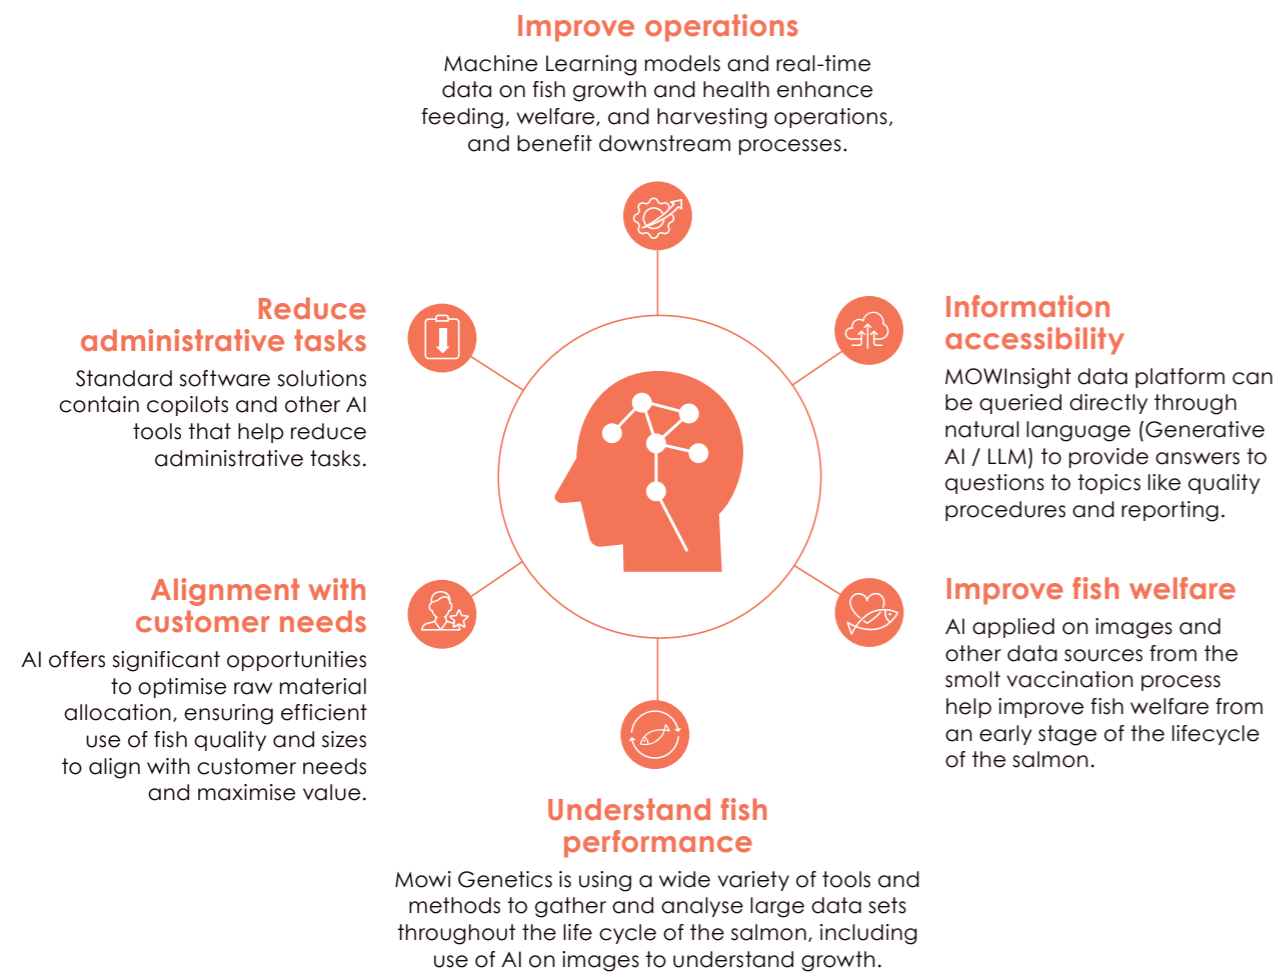 Improve operations
Machine Learning models and real-time
data on fish growth and health enhance
feeding, welfare, and harvesting operations,
and benefit downstream processes.
Reduce
administrative tasks
Standard software solutions
contain copilots and other AI
tools that help reduce
administrative tasks.
Information
accessibility
MOWInsight data platform can
be queried directly through
natural language (Generative
AI / LLM) to provide answers to
questions to topics like quality
procedures and reporting.
Alignment with
customer needs
AI offers significant opportunities
to optimise raw material
allocation, ensuring efficient
use of fish quality and sizes
to align with customer needs
and maximise value.
Improve fish welfare
AI applied on images and
other data sources from the
smolt vaccination process
help improve fish welfare from
an early stage of the lifecycle
of the salmon.
Understand fish
performance
Mowi Genetics is using a wide variety of tools and
methods to gather and analyse large data sets
throughout the life cycle of the salmon, including
use of AI on images to understand growth.